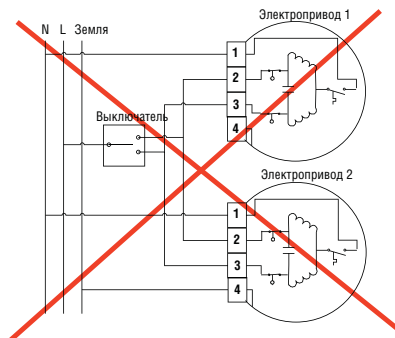 Электропривод 1
N L Земля
1
2
3
4
Выключатель
Электропривод 2
1
2
3
4